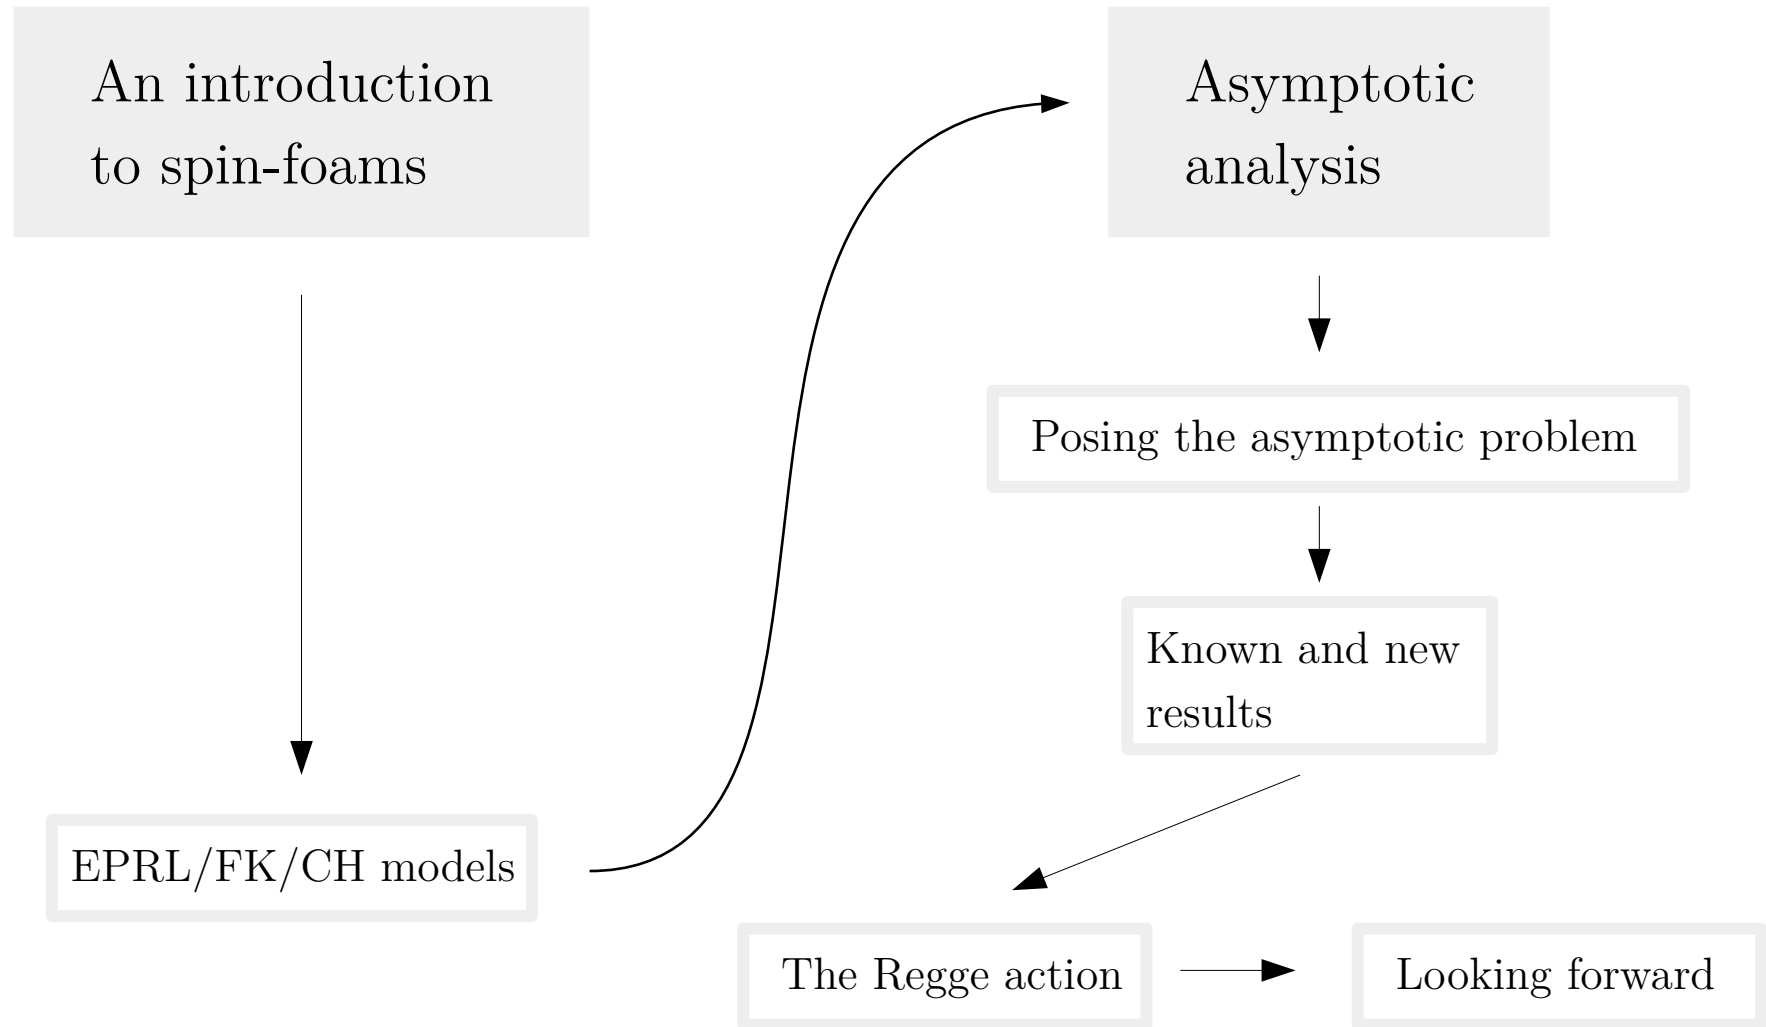 An introduction
to spin-foams
EPRL/FK/CH models
Asymptotic
analysis
Posing the asymptotic problem
Known and new
results
The Regge action
Looking forward